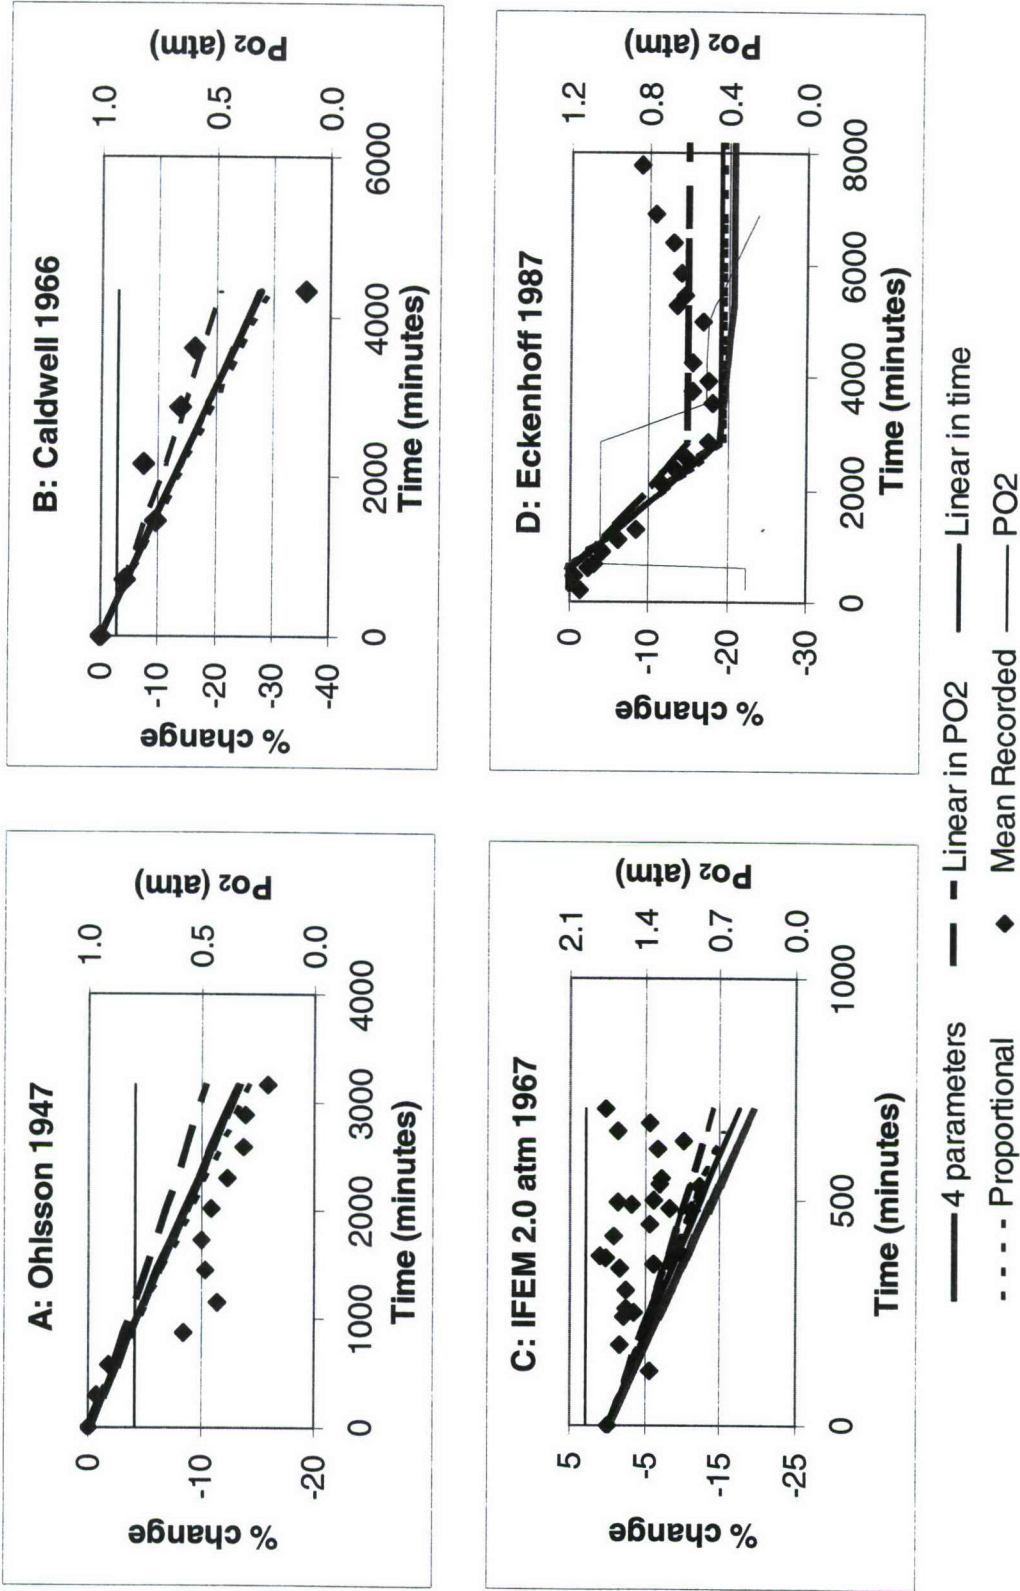 A: Ohlsson 1947
% change
0
-10
-20
0
1000
2000
3000
4000
Time (minutes)
1.0
0.5
0.0
Po2 (atm)
B: Caldwell 1966
% change
0
-10
-20
-30
-40
0
2000
4000
6000
Time (minutes)
1.0
0.5
0.0
Po2 (atm)
C: IFEM 2.0 atm 1967
% change
5
-5
-15
-25
0
500
1000
Time (minutes)
2.1
1.4
0.7
0.0
Po2 (atm)
D: Eckenhoff 1987
% change
0
-10
-20
-30
0
2000
4000
6000
8000
Time (minutes)
1.2
0.8
0.4
0.0
Po2 (atm)
4 parameters
Linear in PO2
Linear in time
Proportional
Mean Recorded
PO2